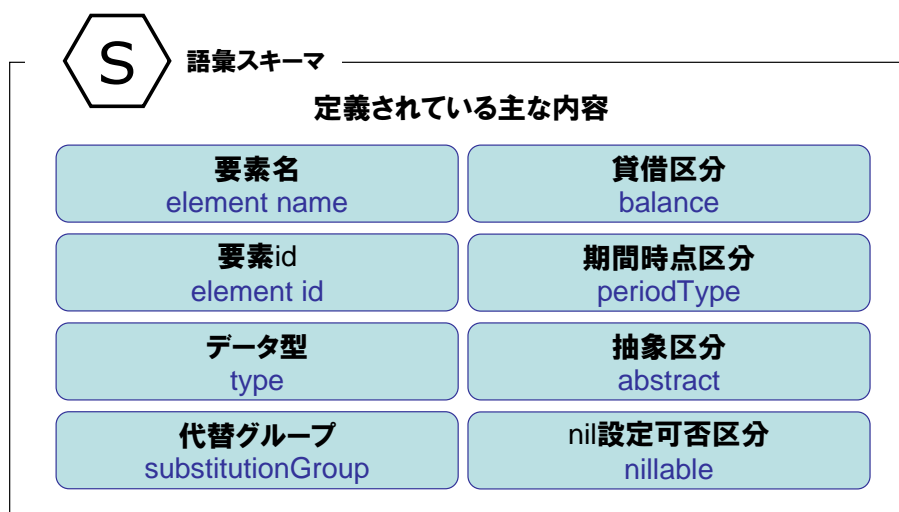 S
語彙スキーマ
定義されている主な内容
要素名
element name
貸借区分
balance
要素id
element id
期間時点区分
periodType
データ型
type
抽象区分
abstract
代替グループ
substitutionGroup
nil設定可否区分
nillable